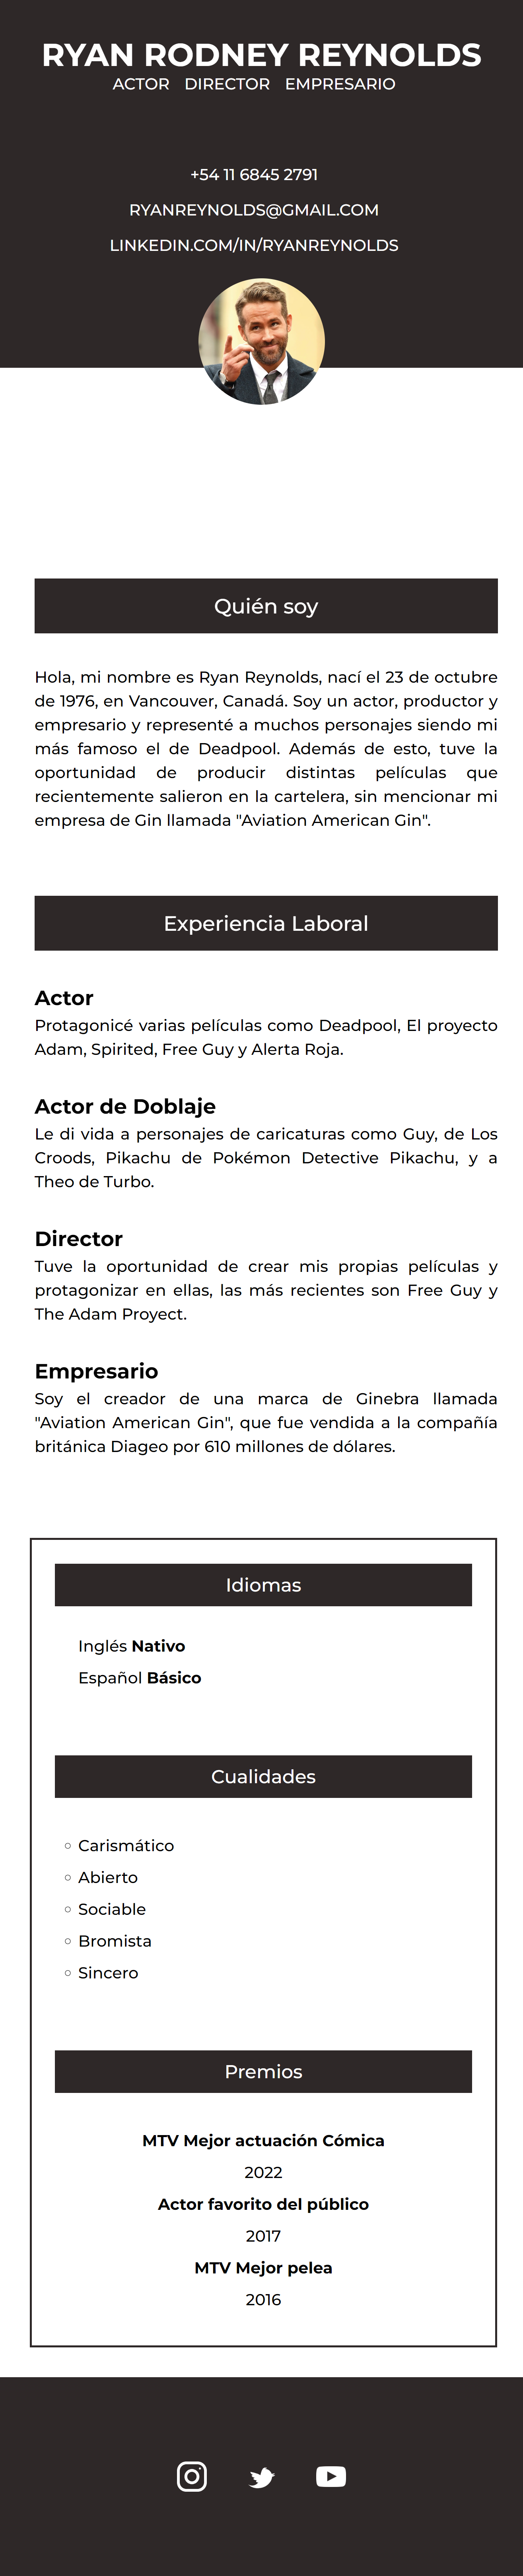 RYAN RODNEY REYNOLDS
ACTOR DIRECTOR EMPRESARIO
+54 11 6845 2791
RYANREYNOLDS@GMAIL.COM
LINKEDIN.COM/IN/RYANREYNOLDS
Quién soy
Hola, mi nombre es Ryan Reynolds, nací el 23 de octubre
de 1976, en Vancouver, Canadá. Soy un actor, productor y
empresario y representé a muchos personajes siendo mi
más famoso el de Deadpool. Además de esto, tuve la
oportunidad de producir distintas películas que
recientemente salieron en la cartelera, sin mencionar mi
empresa de Gin llamada "Aviation American Gin".
Experiencia Laboral
Actor
Protagonicé varias películas como Deadpool, El proyecto
Adam, Spirited, Free Guy y Alerta Roja.
Actor de Doblaje
Le di vida a personajes de caricaturas como Guy, de Los
Croods, Pikachu de Pokémon Detective Pikachu, y a
Theo de Turbo.
Director
Tuve la oportunidad de crear mis propias películas y
protagonizar en ellas, las más recientes son Free Guy y
The Adam Proyect.
Empresario
Soy el creador de una marca de Ginebra llamada
"Aviation American Gin", que fue vendida a la compañía
británica Diageo por 610 millones de dólares.
Idiomas
Inglés Nativo
Español Básico
Cualidades
Carismático
Abierto
Sociable
Bromista
Sincero
Premios
MTV Mejor actuación Cómica
2022
Actor favorito del público
2017
MTV Mejor pelea
2016